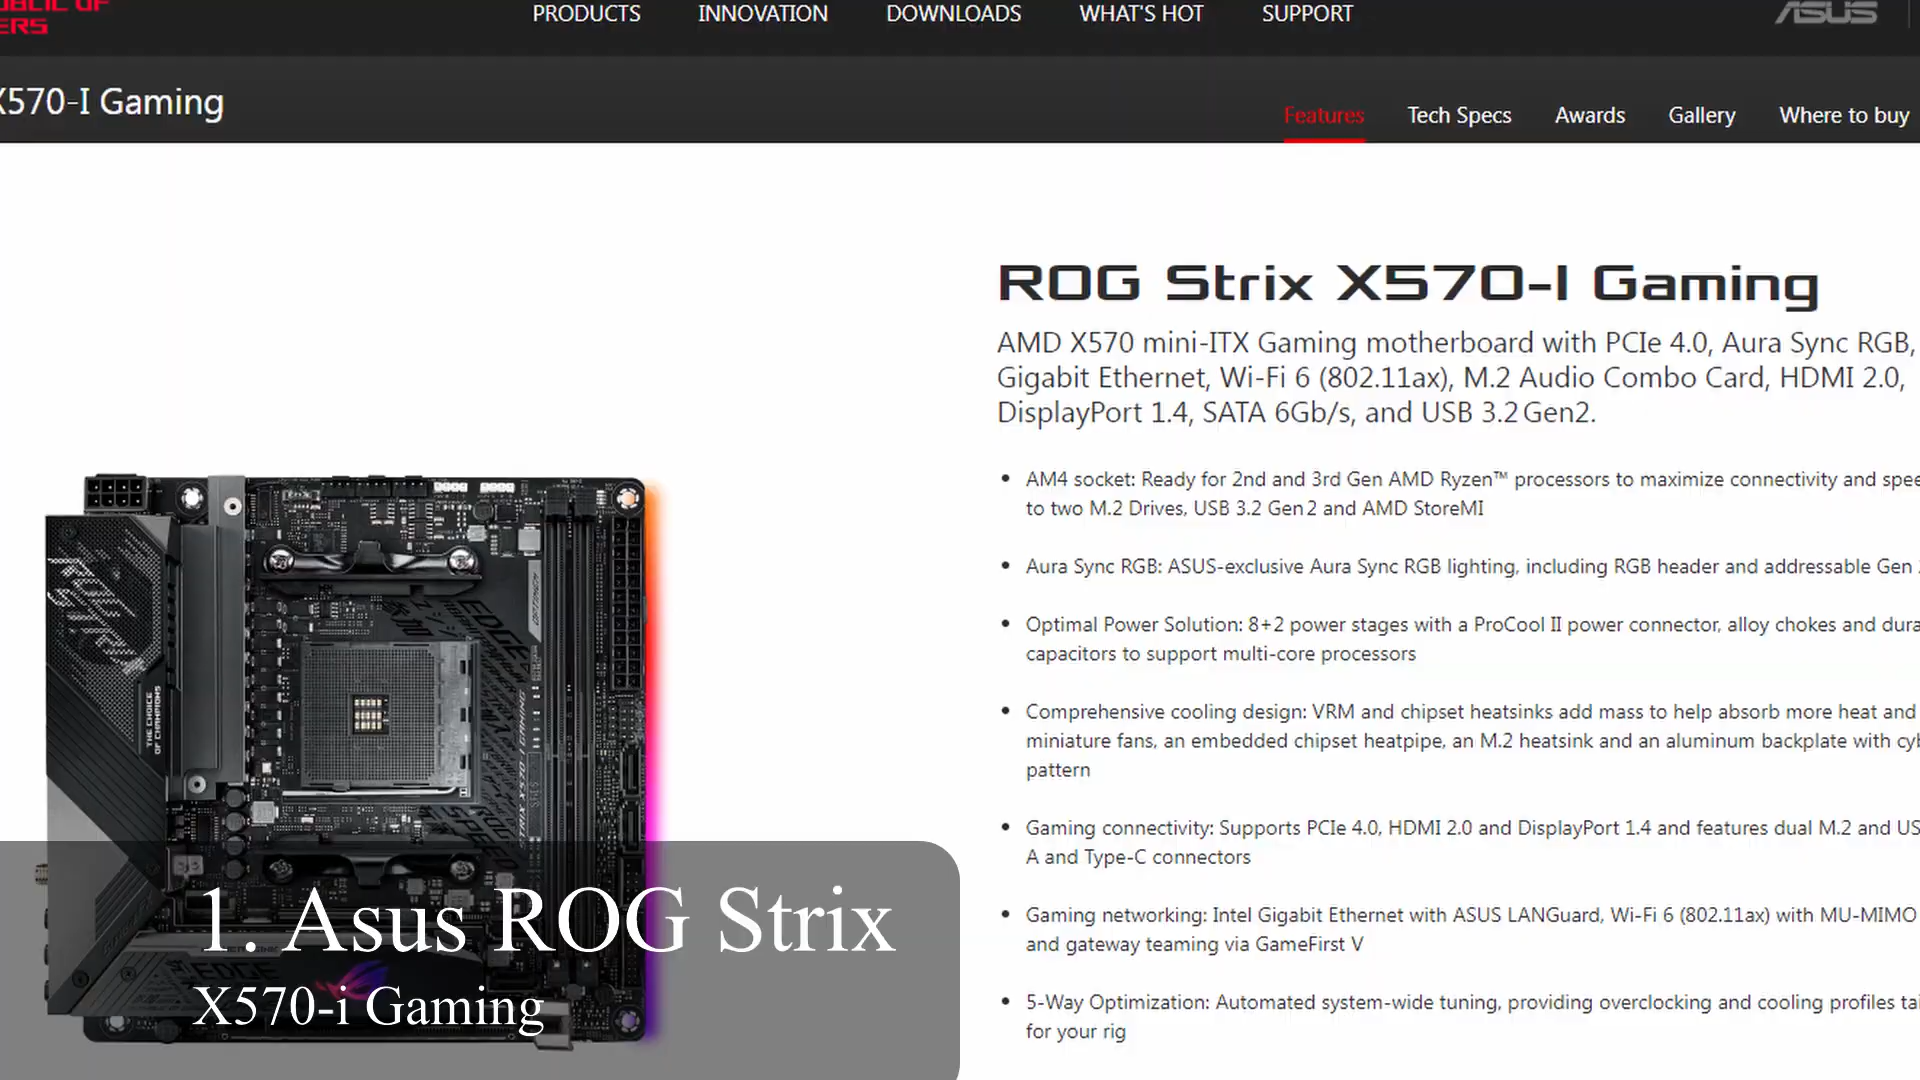 PRODUCTS INNOVATION DOWNLOADS WHAT'S HOT SUPPORT ASUS
X570-I Gaming
Features Tech Specs Awards Gallery Where to buy
ROG Strix X570-I Gaming
AMD X570 mini-ITX Gaming motherboard with PCIe 4.0, Aura Sync RGB,
Gigabit Ethernet, Wi-Fi 6 (802.11ax), M.2 Audio Combo Card, HDMI 2.0,
DisplayPort 1.4, SATA 6Gb/s, and USB 3.2 Gen2.
• AM4 socket: Ready for 2nd and 3rd Gen AMD Ryzen™ processors to maximize connectivity and
to two M.2 Drives, USB 3.2 Gen 2 and AMD StoreMI
• Aura Sync RGB: ASUS-exclusive Aura Sync RGB lighting, including RGB header and addressable Gen
• Optimal Power Solution: 8+2 power stages with a ProCool II power connector, alloy chokes and
capacitors to support multi-core processors
• Comprehensive cooling design: VRM and chipset heatsinks add mass to help absorb more heat and
miniature fans, an embedded chipset heatpipe, an M.2 heatsink and an aluminum backplate with
pattern
• Gaming connectivity: Supports PCIe 4.0, HDMI 2.0 and DisplayPort 1.4 and features dual M.2 and
A and Type-C connectors
• Gaming networking: Intel Gigabit Ethernet with ASUS LANGuard, Wi-Fi 6 (802.11ax) with MU-MIMO
and gateway teaming via GameFirst V
• 5-Way Optimization: Automated system-wide tuning, providing overclocking and cooling profiles
for your rig
THE CHOICE
OF CHAMPIONS
STRIX X570-I GAMING
1. Asus ROG Strix
X570-i Gaming